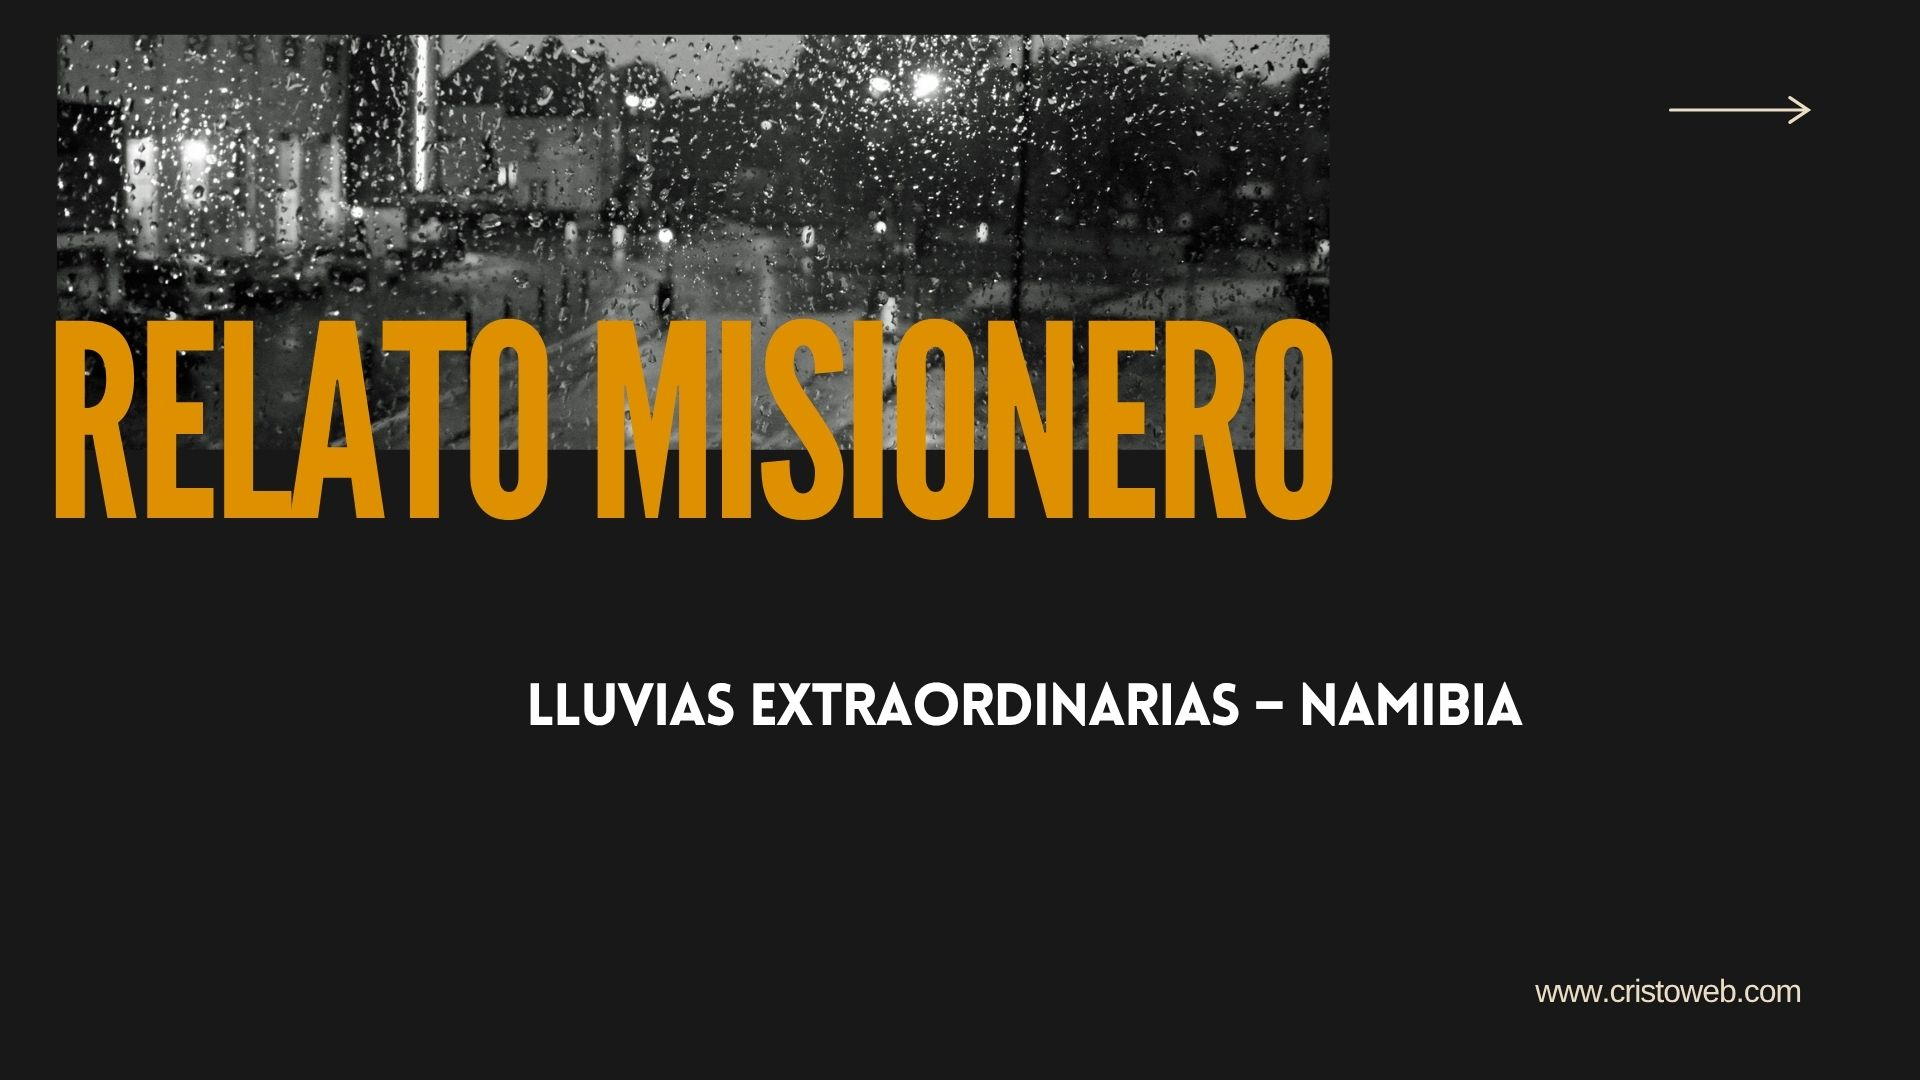 RELATO MISIONERO
LLUVIAS EXTRAORDINARIAS – NAMIBIA
www.cristoweb.com